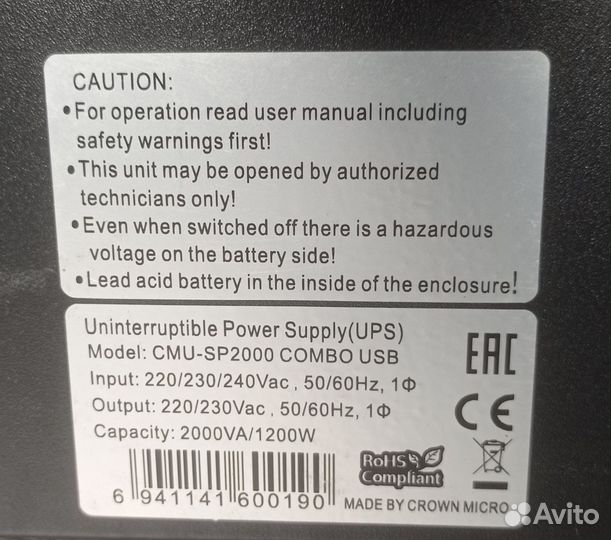 CAUTION:
•For operation read user manual including
safety warnings first!
•This unit may be opened by authorized
technicians only!
•Even when switched off there is a hazardous
voltage on the battery side!
•Lead acid battery in the inside of the enclosure!
Uninterruptible Power Supply(UPS)
Model: CMU-SP2000 COMBO USB
Input: 220/230/240Vac , 50/60Hz, 1Φ
Output: 220/230Vac , 50/60Hz, 1Φ
Capacity: 2000VA/1200W
EAC
CE
RoHS
Compliant
6 941141 600190
MADE BY CROWN MICRO
Avito